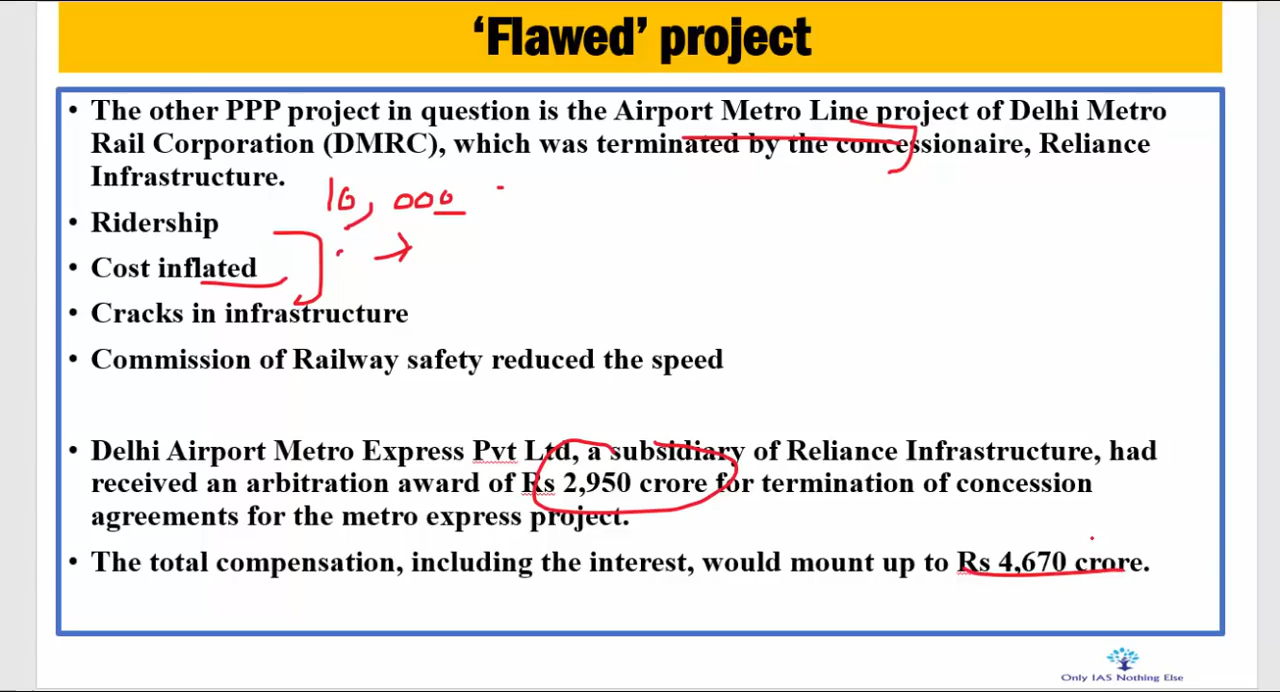 ‘Flawed’ project
• The other PPP project in question is the Airport Metro Line project of Delhi Metro
Rail Corporation (DMRC), which was terminated by the concessionaire, Reliance
Infrastructure.
10,000
• Ridership
• Cost inflated
• Cracks in infrastructure
• Commission of Railway safety reduced the speed
• Delhi Airport Metro Express Pvt Ltd, a subsidiary of Reliance Infrastructure, had
received an arbitration award of Rs 2,950 crore for termination of concession
agreements for the metro express project.
• The total compensation, including the interest, would mount up to Rs 4,670 crore.
Only IAS Nothing Else